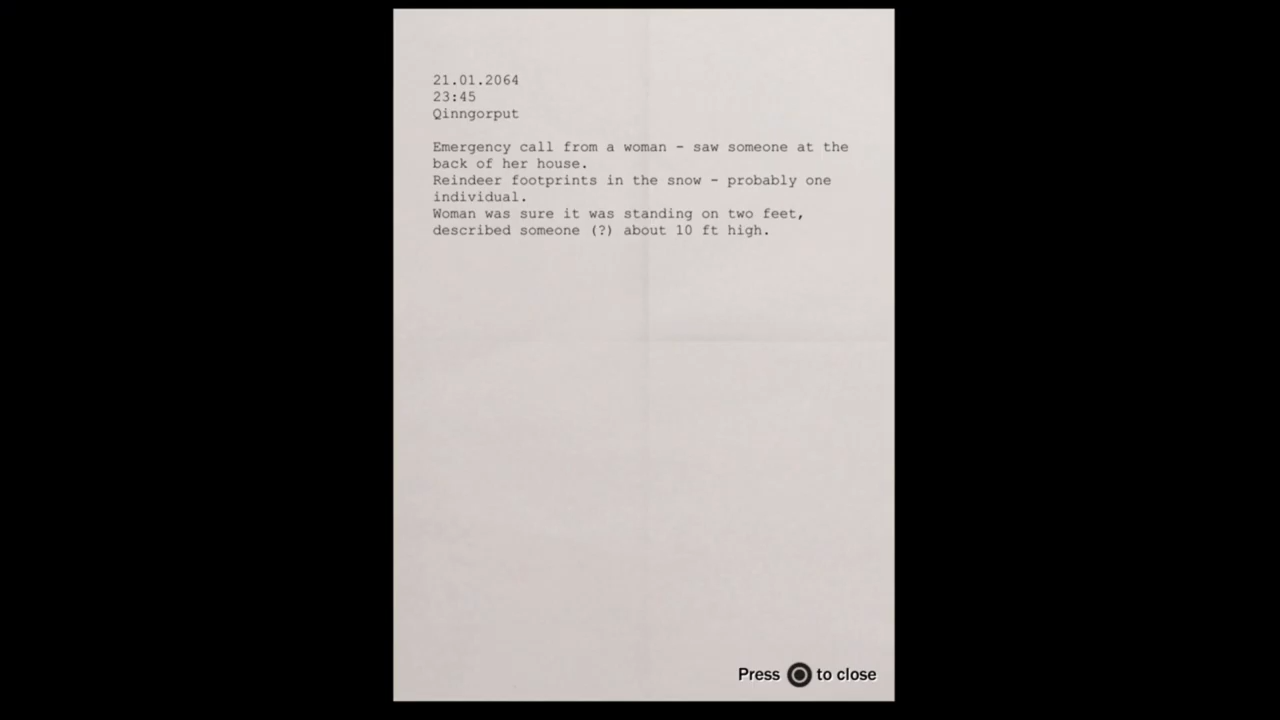 21.01.2064
23:45
Qinngorput
Emergency call from a woman - saw someone at the
back of her house.
Reindeer footprints in the snow - probably one
individual.
Woman was sure it was standing on two feet,
described someone (?) about 10 ft high.
Press to close